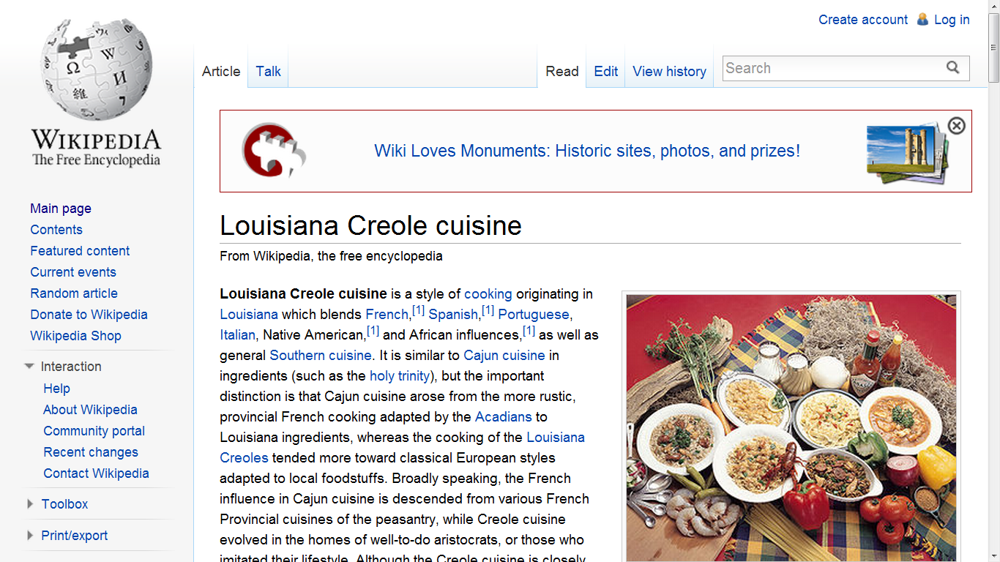 Create account Log in
Article Talk Read Edit View history Search
WIKIPEDIA
The Free Encyclopedia
Wiki Loves Monuments: Historic sites, photos, and prizes!
Main page
Contents
Featured content
Current events
Random article
Donate to Wikipedia
Wikipedia Shop
Interaction
Help
About Wikipedia
Community portal
Recent changes
Contact Wikipedia
Toolbox
Print/export
Louisiana Creole cuisine
From Wikipedia, the free encyclopedia
Louisiana Creole cuisine is a style of cooking originating in
Louisiana which blends French,[1] Spanish,[1] Portuguese,
Italian, Native American,[1] and African influences,[1] as well as
general Southern cuisine. It is similar to Cajun cuisine in
ingredients (such as the holy trinity), but the important
distinction is that Cajun cuisine arose from the more rustic,
provincial French cooking adapted by the Acadians to
Louisiana ingredients, whereas the cooking of the Louisiana
Creoles tended more toward classical European styles
adapted to local foodstuffs. Broadly speaking, the French
influence in Cajun cuisine is descended from various French
Provincial cuisines of the peasantry, while Creole cuisine
evolved in the homes of well-to-do aristocrats, or those who
imitated their lifestyle. Although the Creole cuisine is closely